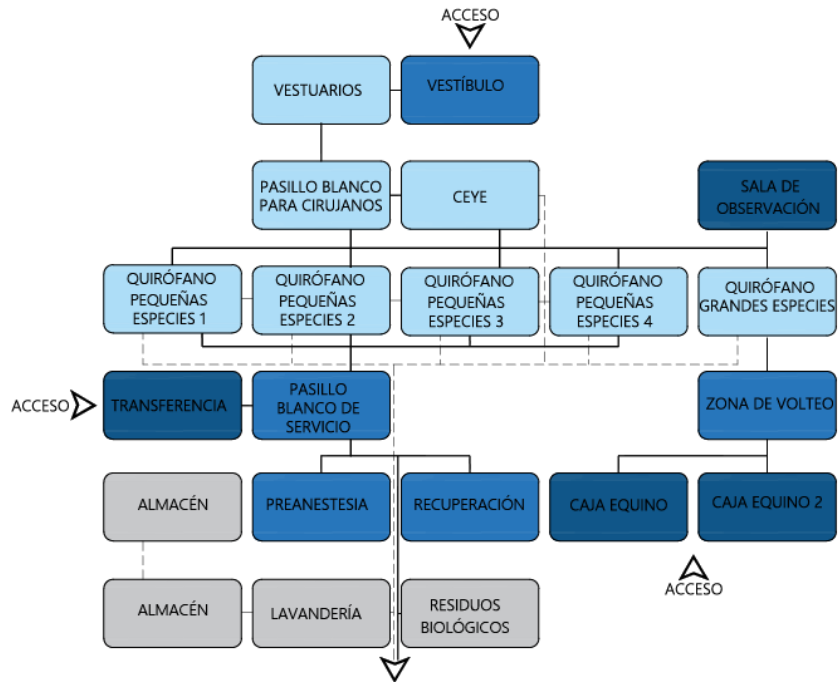 ACCESO
VESTUARIOS
VESTÍBULO
PASILLO BLANCO
PARA CIRUJANOS
CEYE
SALA DE
OBSERVACIÓN
QUIRÓFANO
PEQUEÑAS
ESPECIES 1
QUIRÓFANO
PEQUEÑAS
ESPECIES 2
QUIRÓFANO
PEQUEÑAS
ESPECIES 3
QUIRÓFANO
PEQUEÑAS
ESPECIES 4
QUIRÓFANO
GRANDES ESPECIES
ACCESO
TRANSFERENCIA
PASILLO
BLANCO DE
SERVICIO
ZONA DE VOLTEO
ALMACÉN
PREANESTESIA
RECUPERACIÓN
CAJA EQUINO
CAJA EQUINO 2
ACCESO
ALMACÉN
LAVANDERÍA
RESIDUOS
BIOLÓGICOS